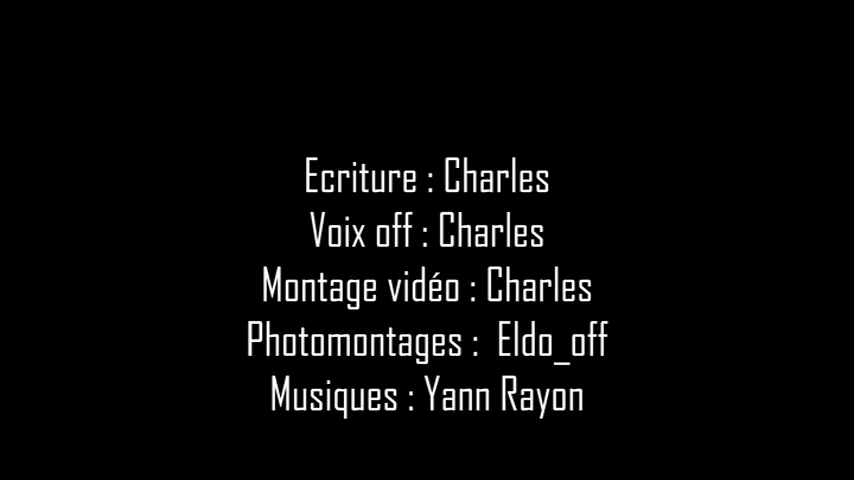 Ecriture : Charles
Voix off : Charles
Montage vidéo : Charles
Photomontages :  Eldo_off
Musiques : Yann Rayon